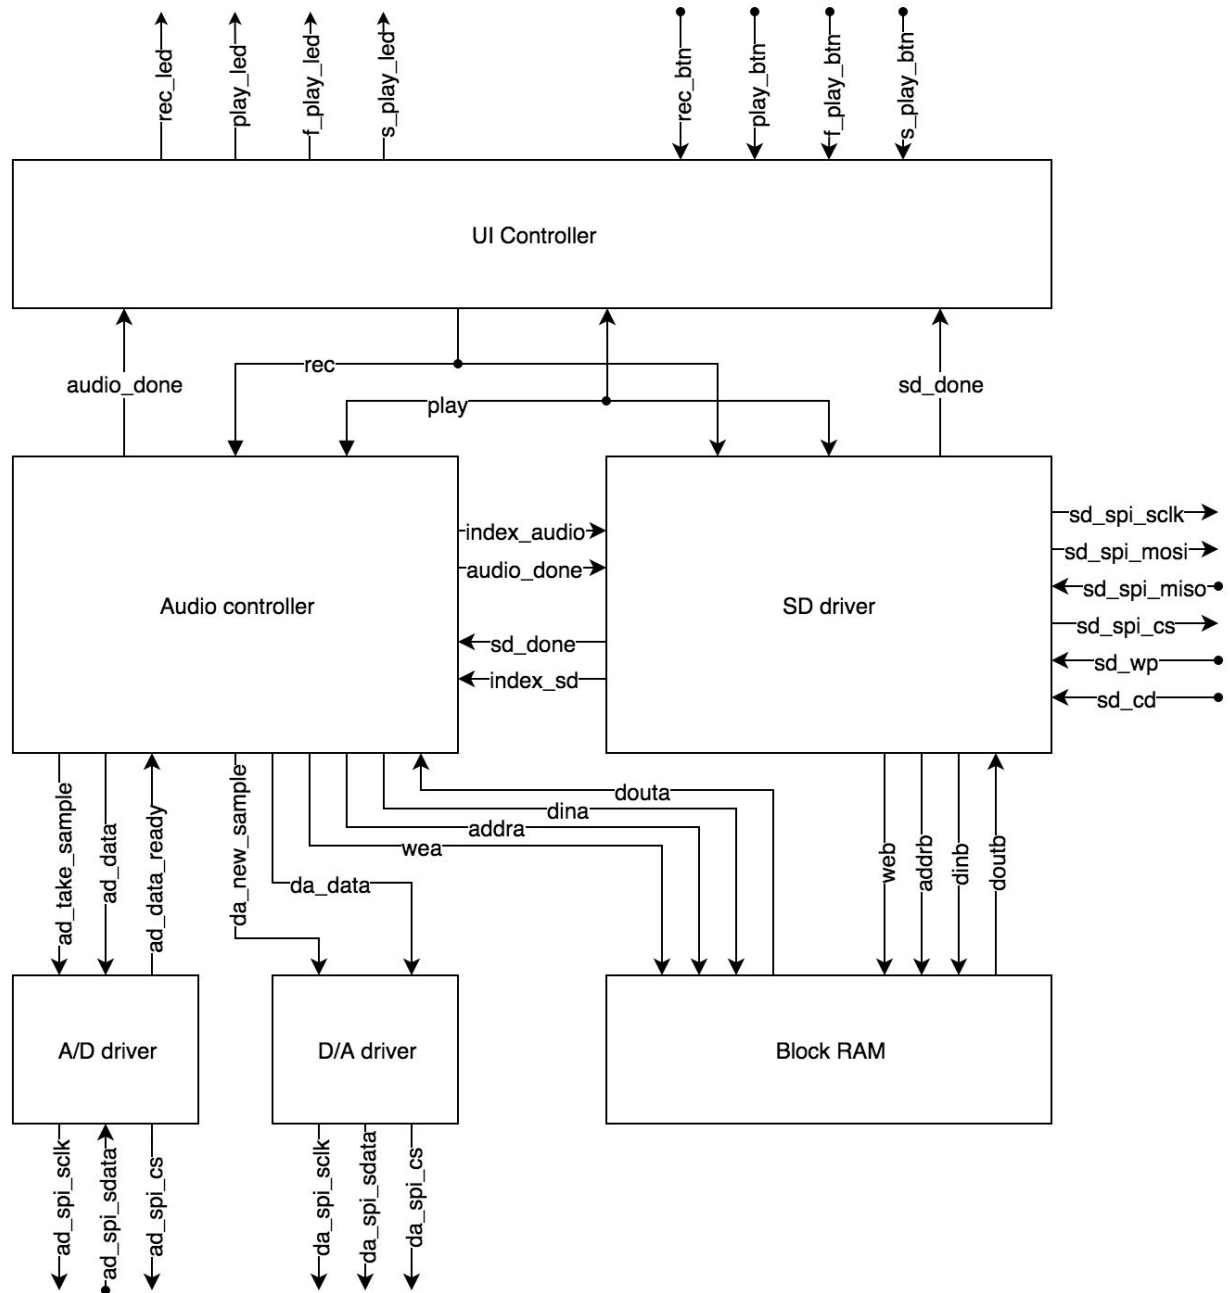 rec_led
play_led
f_play_led
s_play_led
rec_btn
play_btn
f_play_btn
s_play_btn
UI Controller
audio_done
rec
play
sd_done
Audio controller
index_audio
audio_done
sd_done
index_sd
SD driver
sd_spi_sclk
sd_spi_mosi
sd_spi_miso
sd_spi_cs
sd_wp
sd_cd
ad_take_sample
ad_data
ad_data_ready
da_new_sample
da_data
douta
dina
addra
wea
web
addrb
dinb
doutb
A/D driver
D/A driver
Block RAM
ad_spi_sclk
ad_spi_sdata
ad_spi_cs
da_spi_sclk
da_spi_sdata
da_spi_cs